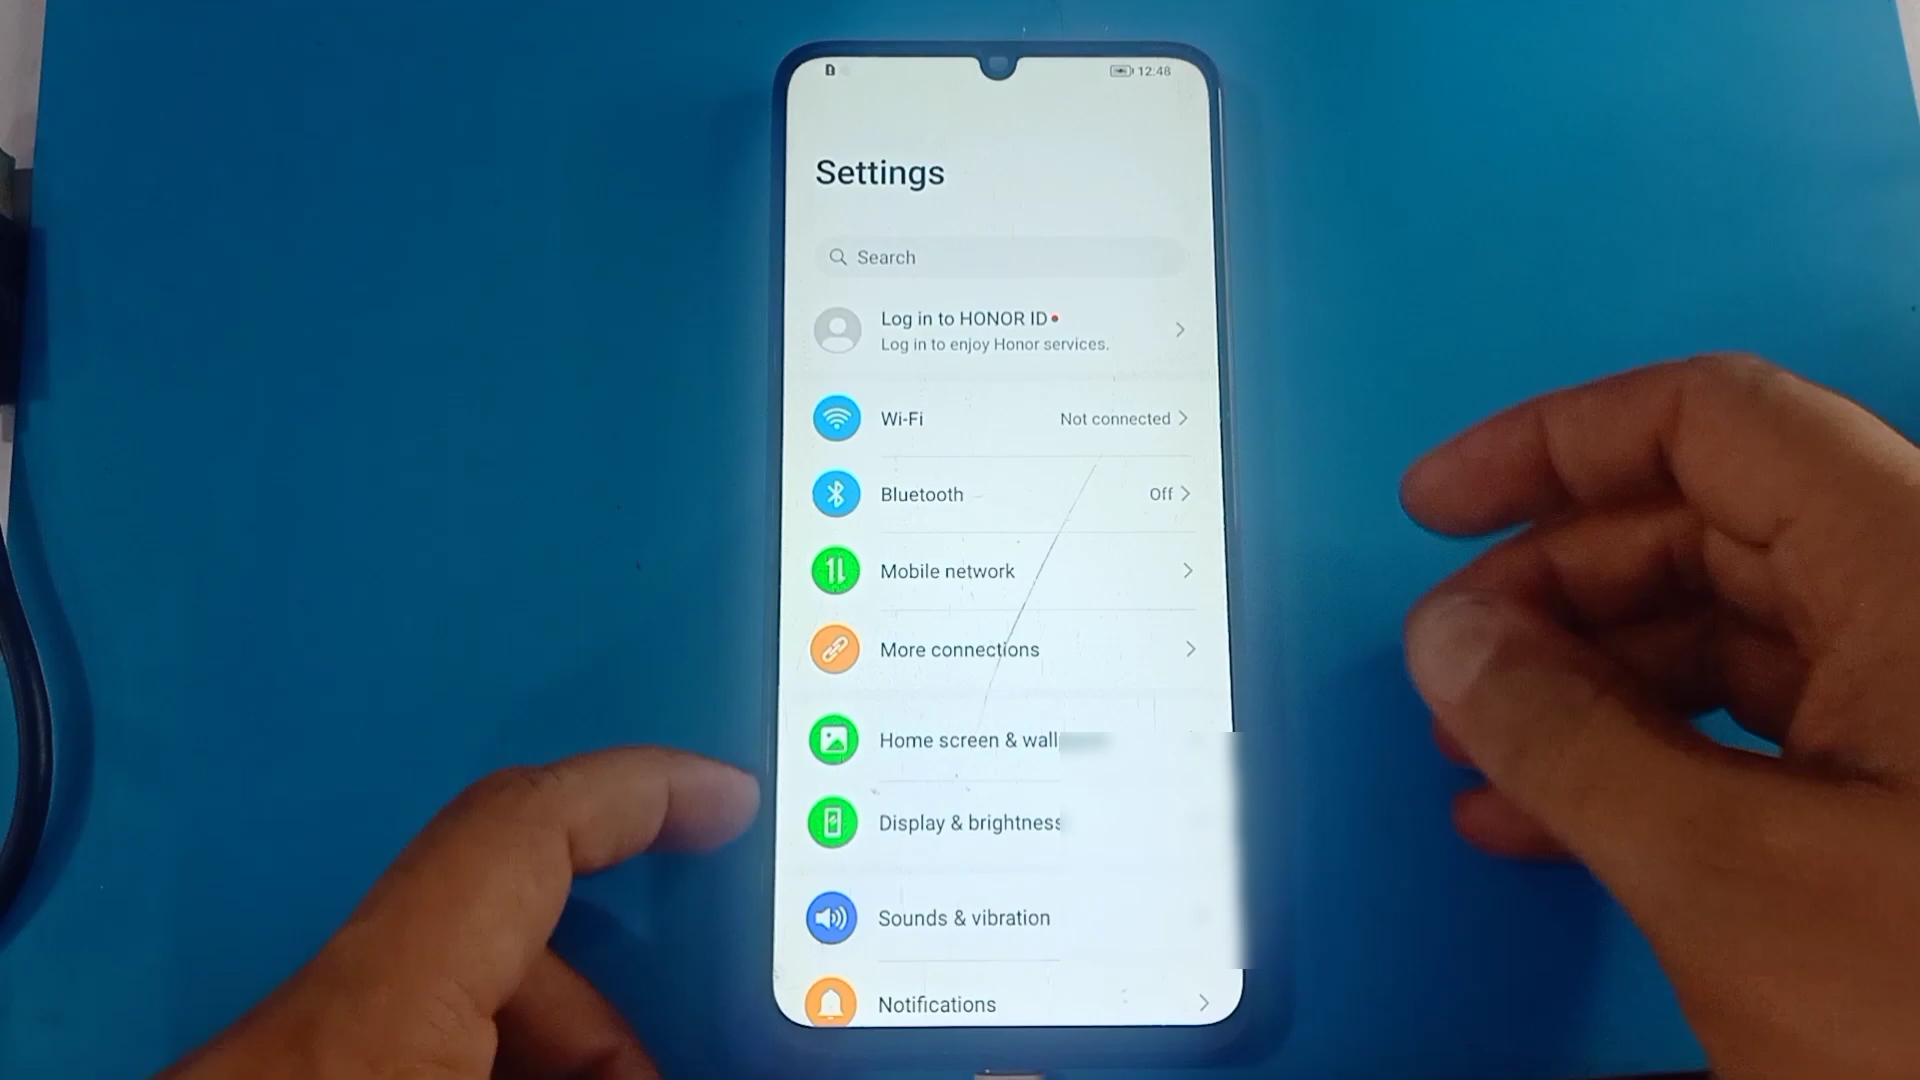 12:48
Settings
Search
Log in to HONOR ID
Log in to enjoy Honor services.
Wi-Fi Not connected
Bluetooth Off
Mobile network
More connections
Home screen & wall
Display & brightness
Sounds & vibration
Notifications